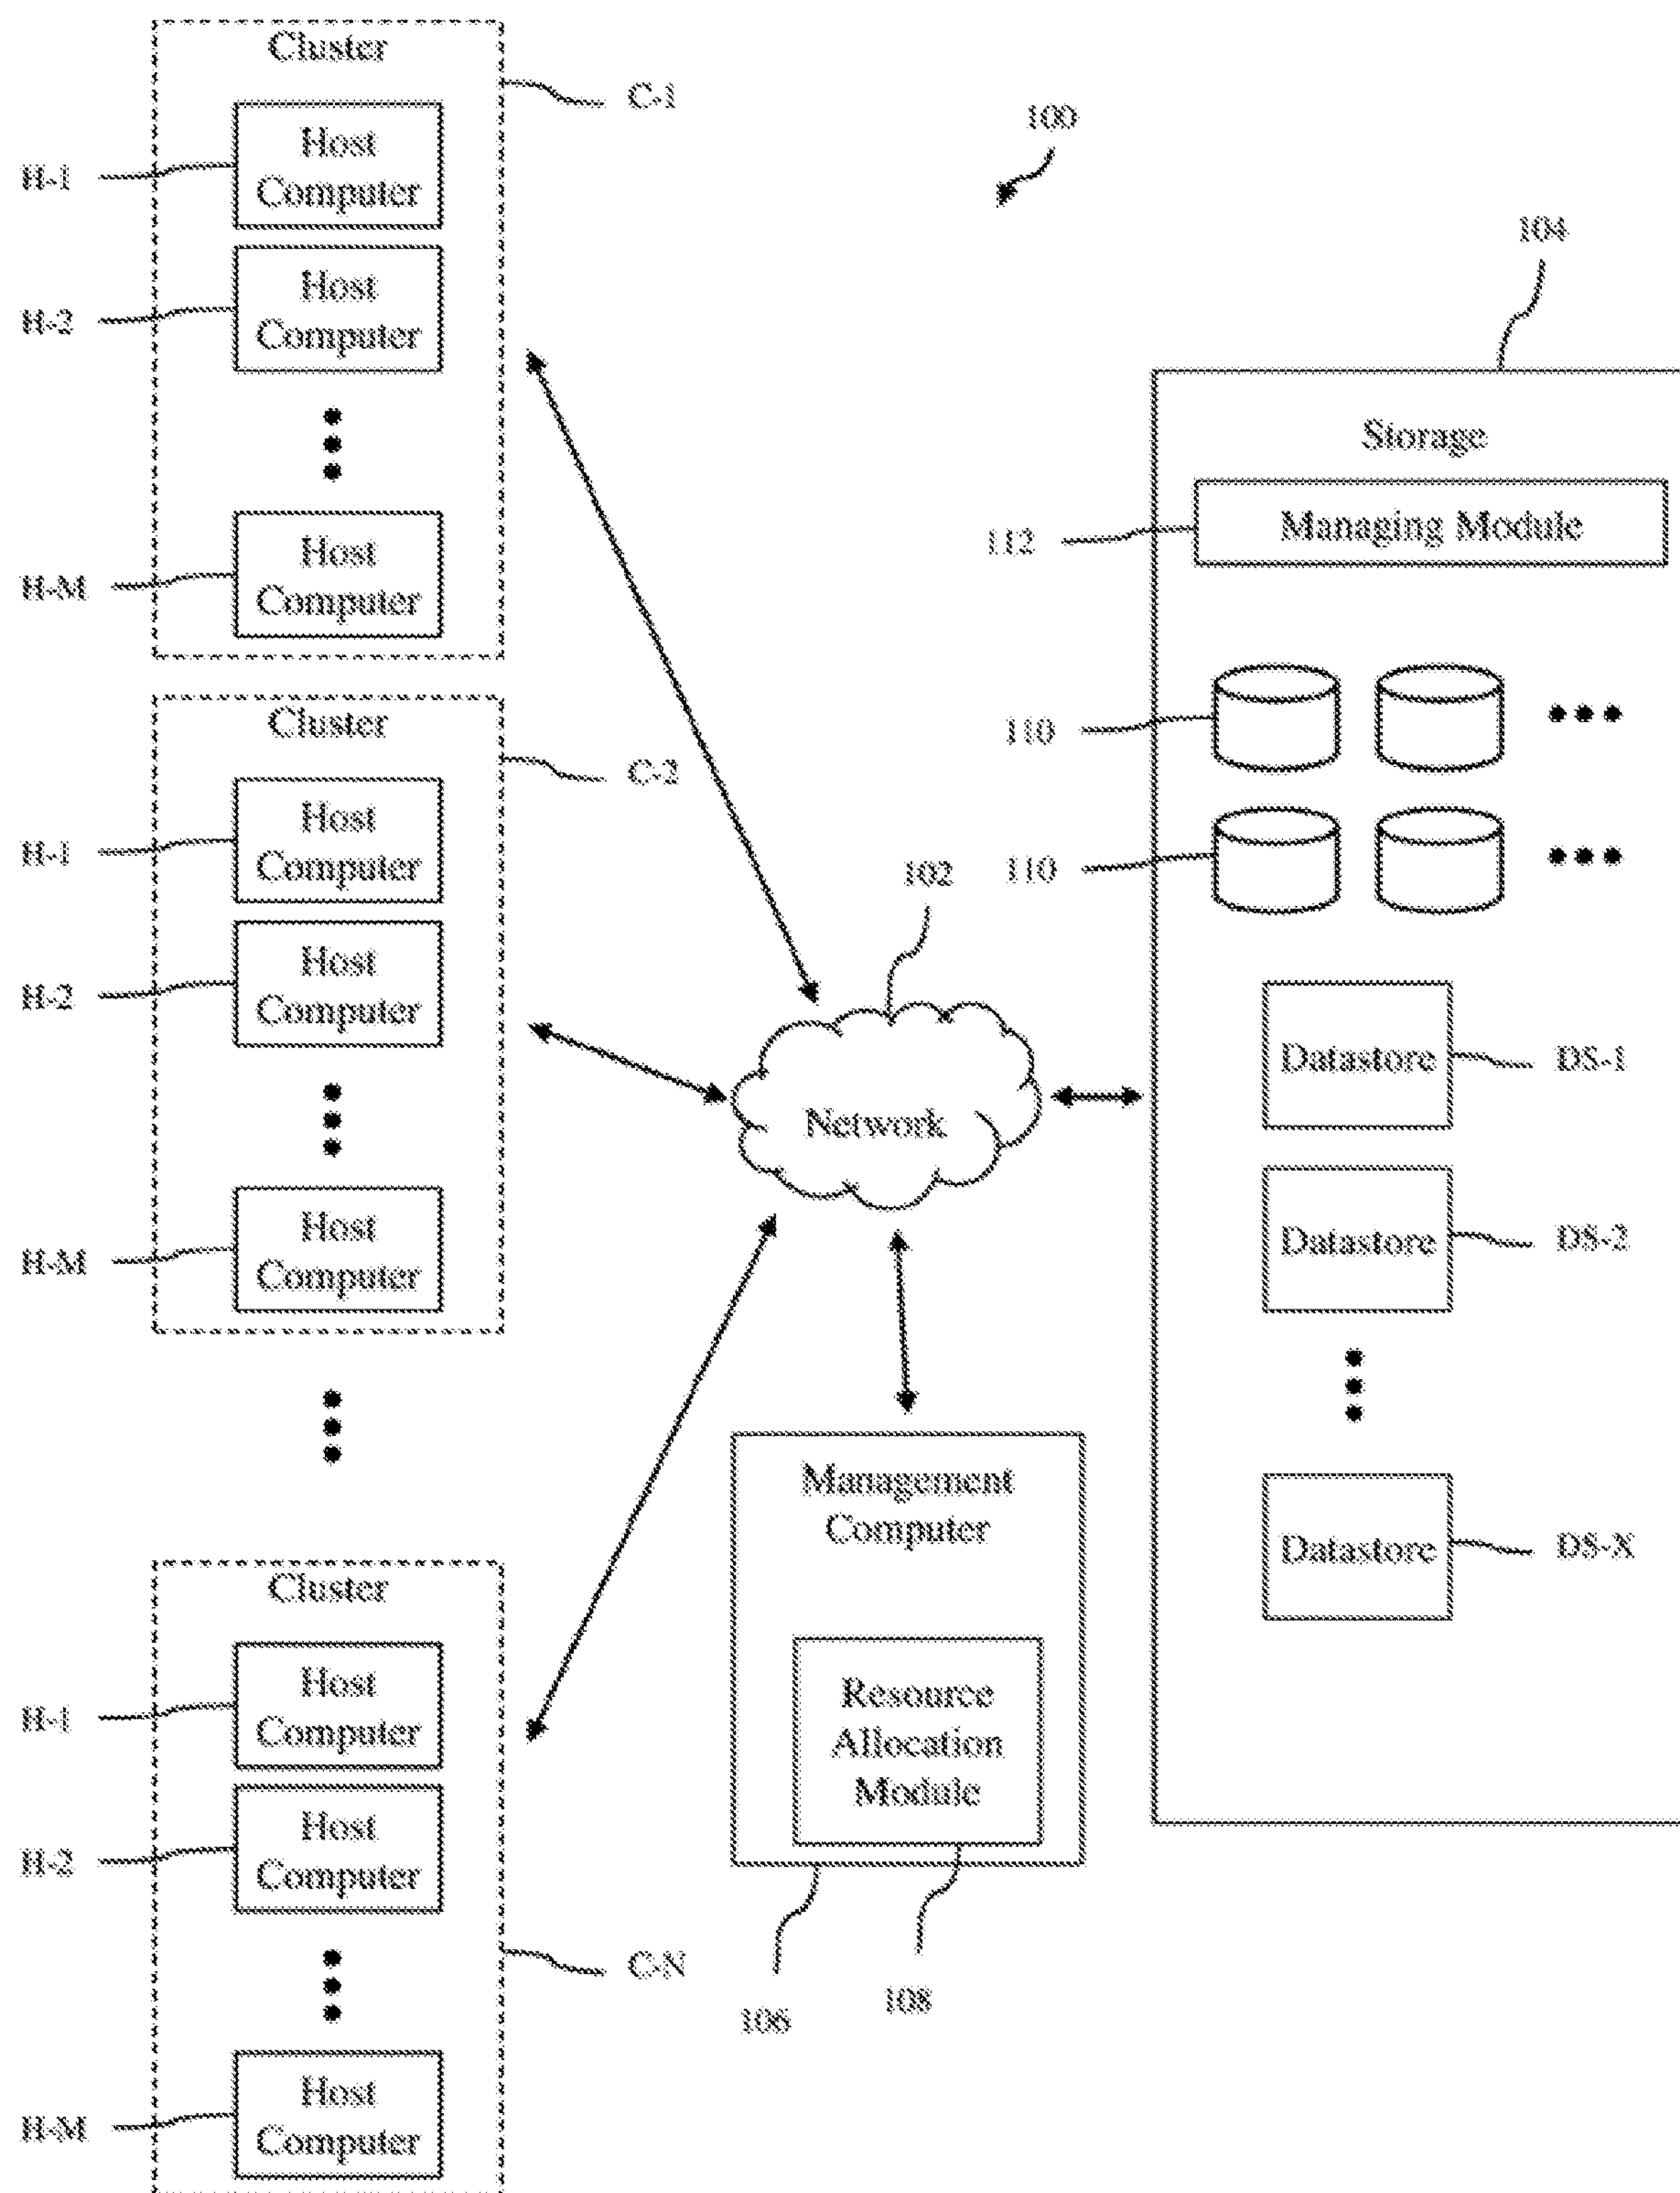 Cluster
C-1
Host
Computer
H-1
Host
Computer
H-2
Host
Computer
H-M
Cluster
C-2
Host
Computer
H-1
Host
Computer
H-2
Host
Computer
H-M
Cluster
Host
Computer
H-1
Host
Computer
H-2
C-N
Host
Computer
H-M
100
102
Network
Management
Computer
Resource
Allocation
Module
106
108
104
Storage
Managing Module
112
110
110
Datastore
DS-1
Datastore
DS-2
Datastore
DS-X